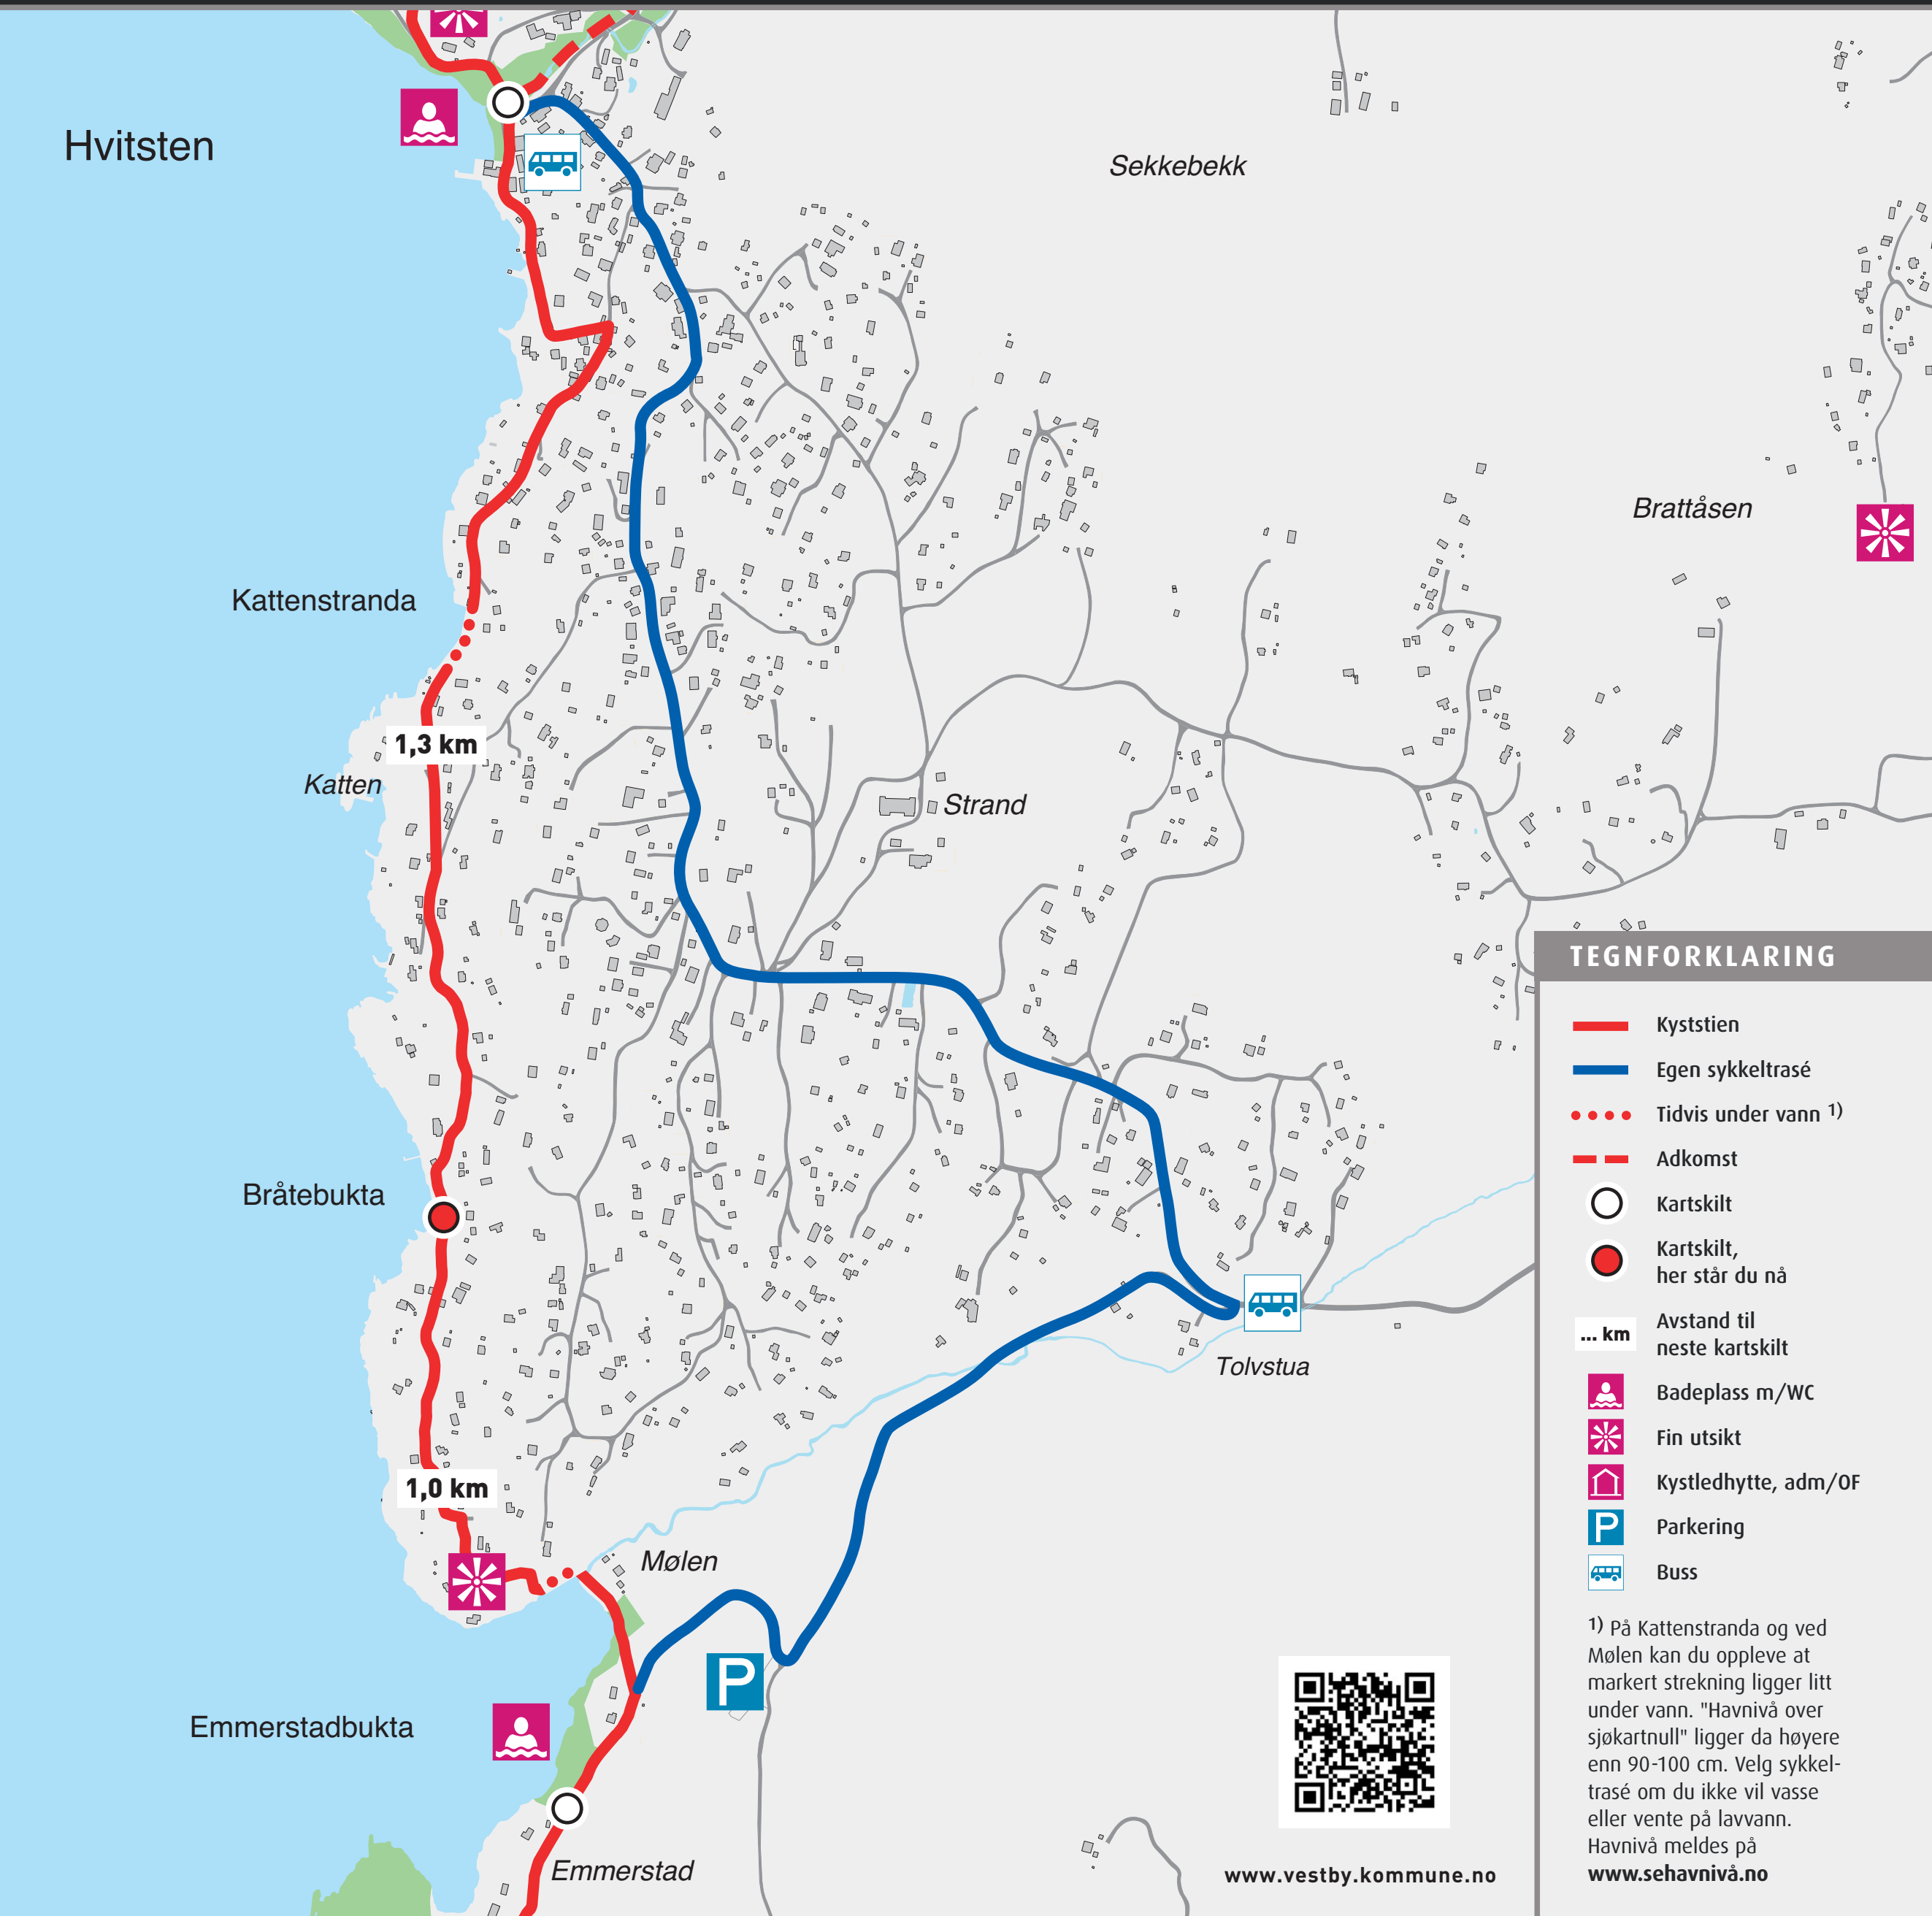 Hvitsten
Sekkebekk
Brattåsen
Kattenstranda
1,3 km
Katten
Strand
Bråtebukta
Tolvstua
1,0 km
Mølen
P
Emmerstadbukta
Emmerstad
www.vestby.kommune.no
TEGNFORKLARING
Kyststien
Egen sykkeltrasé
Tidvis under vann 1)
Adkomst
Kartskilt
Kartskilt,
her står du nå
... km
Avstand til
neste kartskilt
Badeplass m/WC
Fin utsikt
Kystledhytte, adm/OF
P Parkering
Buss
1) På Kattenstranda og ved
Mølen kan du oppleve at
markert strekning ligger litt
under vann. "Havnivå over
sjøkartnull" ligger da høyere
enn 90-100 cm. Velg sykkel-
trasé om du ikke vil vasse
eller vente på lavvann.
Havnivå meldes på
www.sehavnivå.no